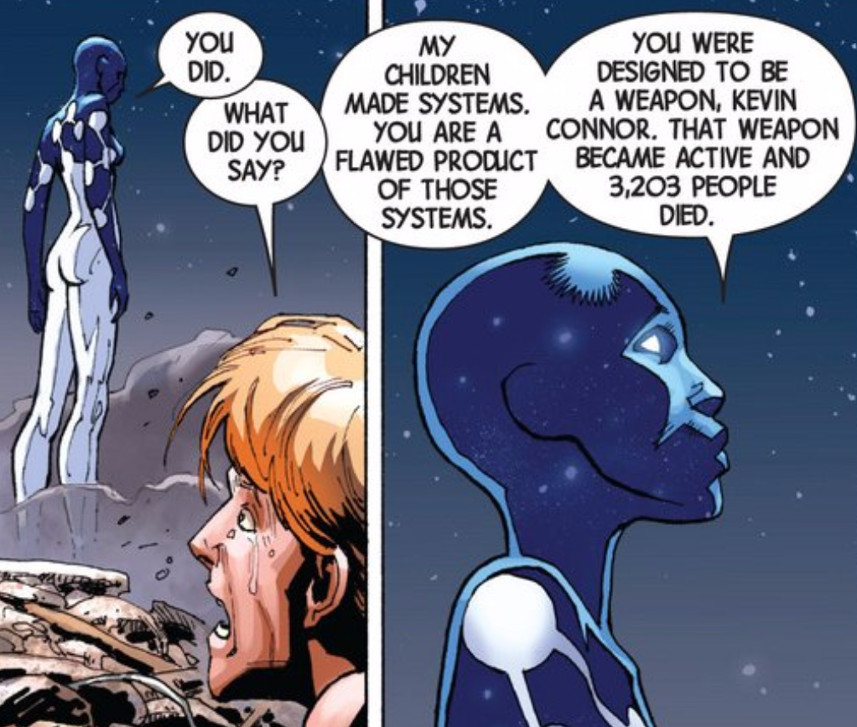 YOU
DID.
WHAT
DID YOU
SAY?
MY
CHILDREN
MADE SYSTEMS.
YOU ARE A
FLAWED PRODUCT
OF THOSE
SYSTEMS.
YOU WERE
DESIGNED TO BE
A WEAPON, KEVIN
CONNOR. THAT WEAPON
BECAME ACTIVE AND
3,203 PEOPLE
DIED.